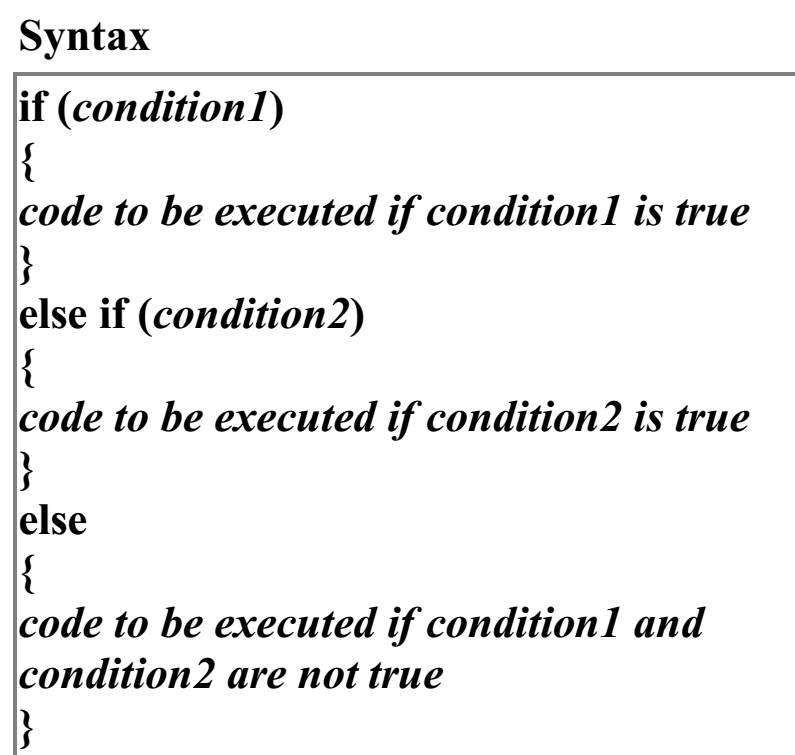 Syntax
if (condition1)
{
code to be executed if condition1 is true
}
else if (condition2)
{
code to be executed if condition2 is true
}
else
{
code to be executed if condition1 and
condition2 are not true
}